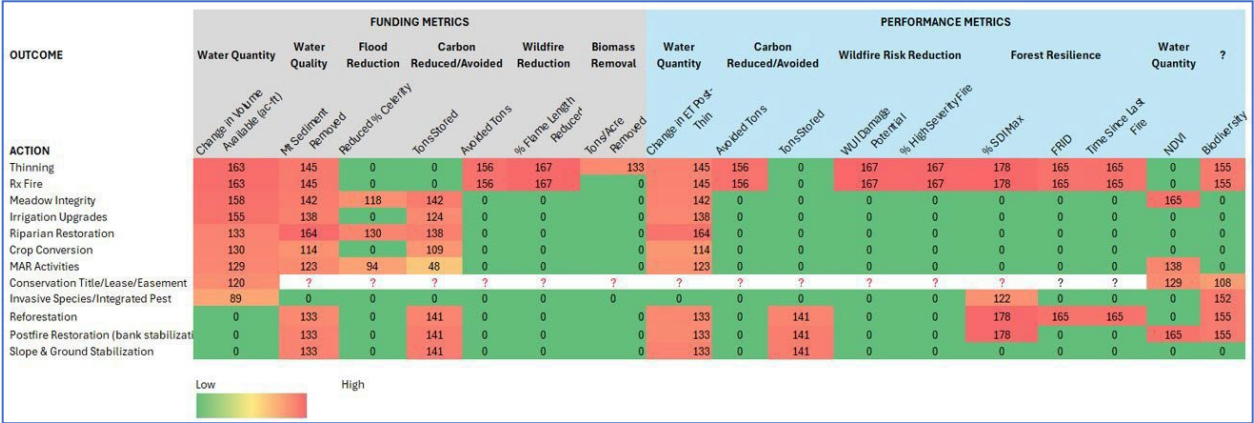 FUNDING METRICS PERFORMANCE METRICS
OUTCOME Water Quantity Water Quality Flood Reduction Carbon Reduced/Avoided Wildfire Reduction Biomass Removal Water Quantity Carbon Reduced/Avoided Wildfire Risk Reduction Forest Resilience Water Quantity ?
ACTION Change in Volume Available (ac-ft) Mt Sediment Removed Reduced % Celerity Tons Stored Avoided Tons % Flame Length Reduced Tons/Acre Removed Change in ET Post-Thin Avoided Tons Tons Stored WUI Damage Potential % High Severity Fire % SDI Max FRID Time Since Last Fire NDVI Biodiversity
Thinning 163 145 0 0 156 167 133 145 156 0 167 167 178 165 165 0 155
Rx Fire 163 145 0 0 156 167 0 145 156 0 167 167 178 165 165 0 155
Meadow Integrity 158 142 118 142 0 0 0 142 0 0 0 0 0 0 0 165 0
Irrigation Upgrades 155 138 0 124 0 0 0 138 0 0 0 0 0 0 0 0 0
Riparian Restoration 133 164 130 138 0 0 0 164 0 0 0 0 0 0 0 0 0
Crop Conversion 130 114 0 109 0 0 0 114 0 0 0 0 0 0 0 0 0
MAR Activities 129 123 94 48 0 0 0 123 0 0 0 0 0 0 0 138 0
Conservation Title/Lease/Easement 120 ? ? ? ? ? ? ? ? ? ? ? ? ? ? 129 108
Invasive Species/Integrated Pest 89 0 0 0 0 0 0 0 0 0 0 0 122 0 0 0 152
Reforestation 0 133 0 141 0 0 0 133 0 141 0 0 178 165 165 0 155
Postfire Restoration (bank stabilizati 0 133 0 141 0 0 0 133 0 141 0 0 178 0 0 165 155
Slope & Ground Stabilization 0 133 0 141 0 0 0 133 0 141 0 0 0 0 0 0 0
Low High